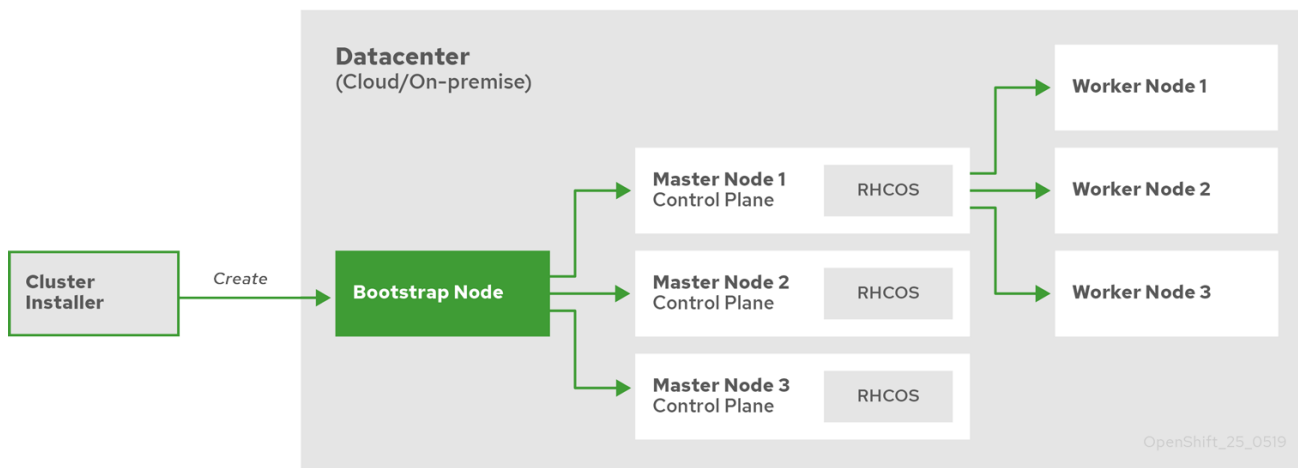 Datacenter
(Cloud/On-premise)
Cluster
Installer
Create
Bootstrap Node
Master Node 1
Control Plane
RHCOS
Master Node 2
Control Plane
RHCOS
Master Node 3
Control Plane
RHCOS
Worker Node 1
Worker Node 2
Worker Node 3
OpenShift_25_0519